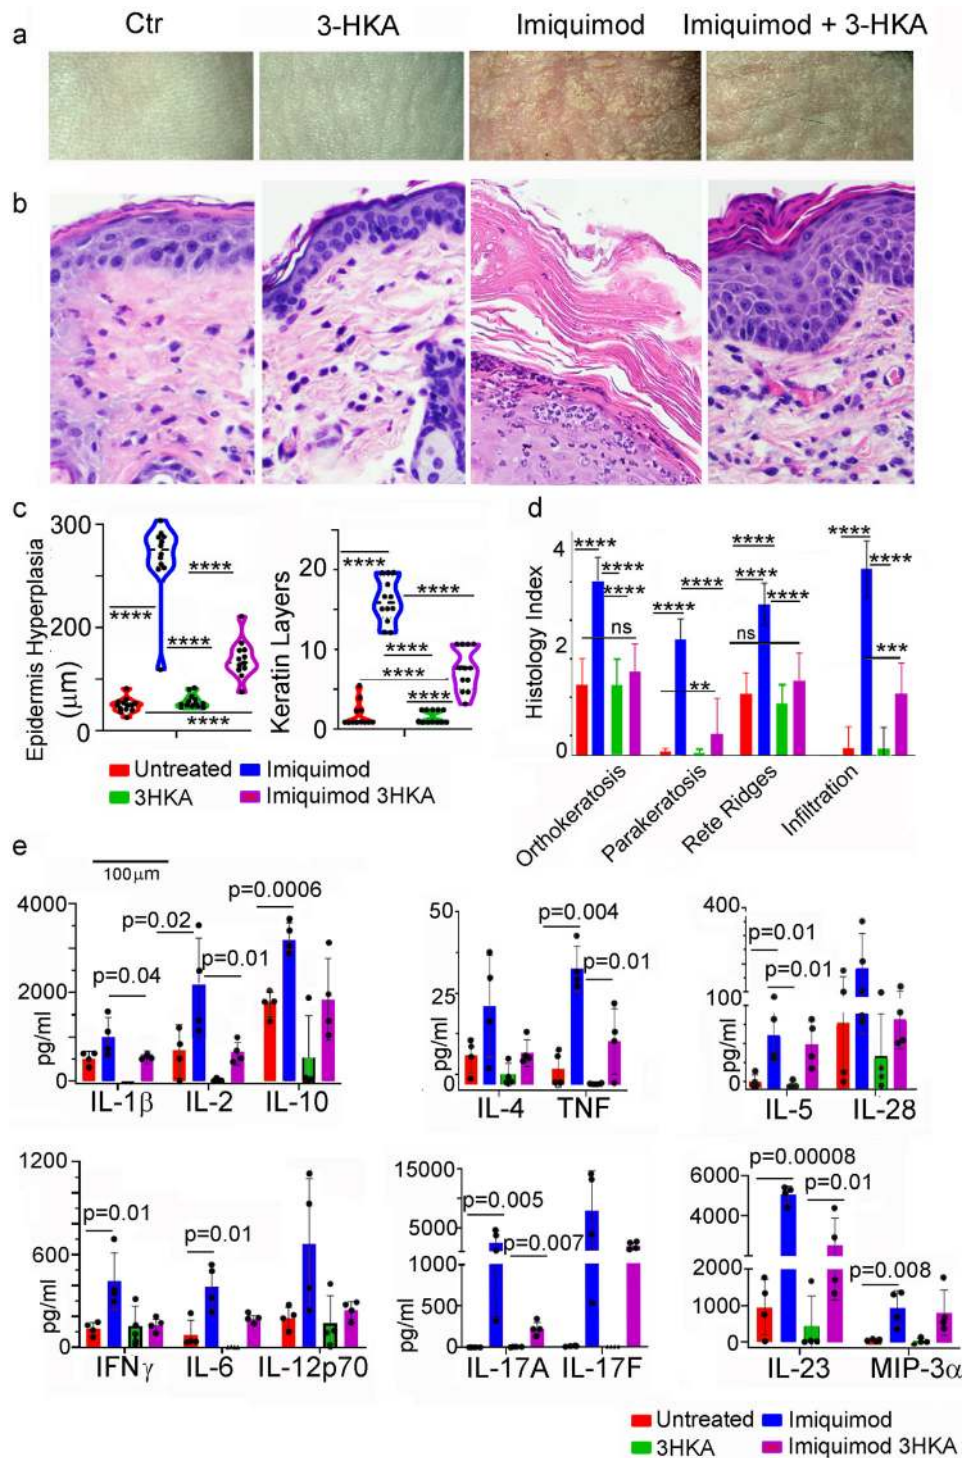 a
Ctr
3-HKA
Imiquimod
Imiquimod + 3-HKA
b
c
Epidermis Hyperplasia
(µm)
300
200
0
****
****
****
****
Keratin Layers
20
10
0
****
****
****
****
****
Untreated
Imiquimod
3HKA
Imiquimod 3HKA
d
Histology Index
4
2
0
****
****
****
ns
****
****
**
****
****
****
ns
****
****
***
Orthokeratosis
Parakeratosis
Rete Ridges
Infiltration
e
100µm
pg/ml
4000
2000
0
p=0.04
p=0.02
p=0.01
p=0.0006
IL-1β
IL-2
IL-10
pg/ml
50
25
0
p=0.004
p=0.01
IL-4
TNF
pg/ml
400
100
100
0
p=0.01
p=0.01
IL-5
IL-28
pg/ml
1200
600
0
p=0.01
p=0.01
IFNγ
IL-6
IL-12p70
pg/ml
15000
5000
1000
500
0
p=0.005
p=0.007
IL-17A
IL-17F
pg/ml
6000
4000
2000
2000
1000
0
p=0.00008
p=0.01
p=0.008
IL-23
MIP-3α
Untreated
Imiquimod
3HKA
Imiquimod 3HKA